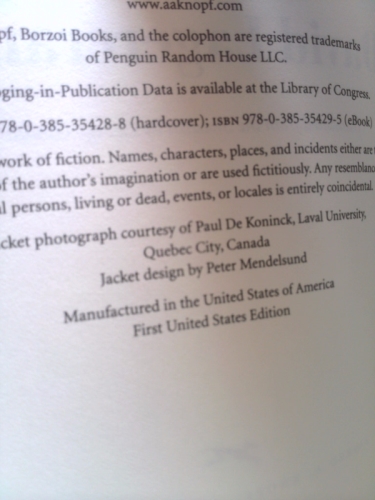 www.aaknopf.com
pf, Borzoi Books, and the colophon are registered trademarks
of Penguin Random House LLC.
ging-in-Publication Data is available at the Library of Congress.
78-0-385-35428-8 (hardcover); ISBN 978-0-385-35429-5 (eBook)
work of fiction. Names, characters, places, and incidents either are
of the author's imagination or are used fictitiously. Any resemblanc
l persons, living or dead, events, or locales is entirely coincidental.
cket photograph courtesy of Paul De Koninck, Laval University,
Quebec City, Canada
Jacket design by Peter Mendelsund
Manufactured in the United States of America
First United States Edition